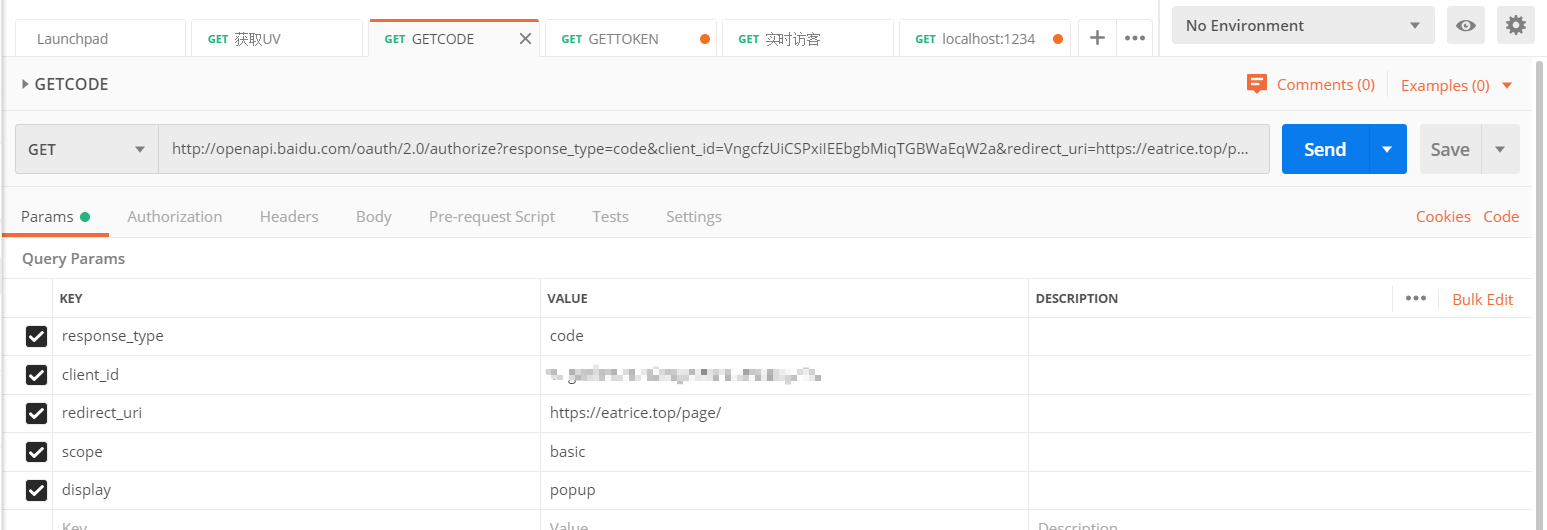 Launchpad GET 获取UV GET GETCODE GET GETTOKEN GET 实时访客 GET localhost:1234 No Environment
GETCODE Comments (0) Examples (0)
GET http://openapi.baidu.com/oauth/2.0/authorize?response_type=code&client_id=VngcfzUiCSPxiIEEbgbMiqTGBWaEqW2a&redirect_uri=https://eatrice.top/p... Send Save
Params Authorization Headers Body Pre-request Script Tests Settings Cookies Code
Query Params
KEY VALUE DESCRIPTION Bulk Edit
response_type code
client_id
redirect_uri https://eatrice.top/page/
scope basic
display popup
Key Value Description